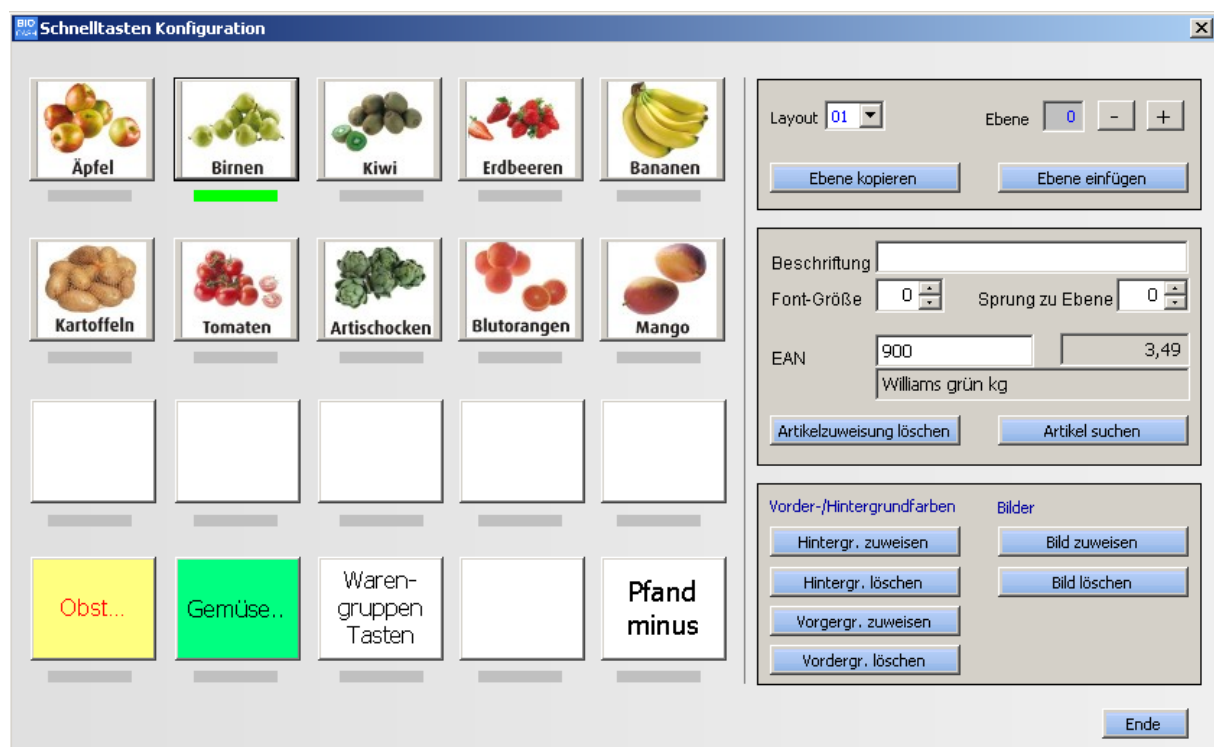 BIO
CASH
Schnelltasten Konfiguration
Äpfel
Birnen
Kiwi
Erdbeeren
Bananen
Kartoffeln
Tomaten
Artischocken
Blutorangen
Mango
Obst...
Gemüse..
Waren-
gruppen
Tasten
Pfand
minus
Layout 01
Ebene 0 - +
Ebene kopieren
Ebene einfügen
Beschriftung
Font-Größe 0
Sprung zu Ebene 0
EAN 900 3,49
Williams grün kg
Artikelzuweisung löschen
Artikel suchen
Vorder-/Hintergrundfarben
Bilder
Hintergr. zuweisen
Bild zuweisen
Hintergr. löschen
Bild löschen
Vorgergr. zuweisen
Vordergr. löschen
Ende